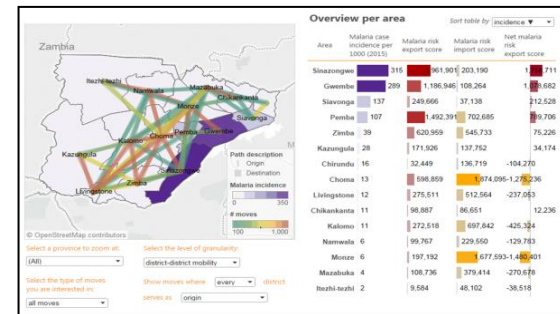 Overview per area
Sort table by incidence
Area
Malaria case incidence per 1000 (2015)
Malaria risk export score
Malaria risk import score
Net malaria risk export score
Sinazongwe 315 961,901 203,190
Gwembe 289 1,186,946 108,264 1,078,682
Siavonga 137 249,666 37,138 212,528
Pemba 107 1,492,391 702,685 789,706
Zimba 39 620,959 545,733 75,226
Kazungula 28 171,926 137,752 34,174
Chirundu 16 32,449 136,719 -104,270
Choma 13 598,859 1,874,095 -1,275,236
Livingstone 12 275,511 512,564 -237,053
Chikankanta 11 98,887 86,651 12,236
Kalomo 11 272,518 697,842 -425,324
Namwala 6 99,767 229,550 -129,783
Monze 6 197,192 1,677,593 -1,480,401
Mazabuka 4 108,736 379,414 -270,678
Itezhi-tezhi 2 9,584 48,102 -38,518
Zambia
Itezhi-tezhi
Namwala
Mazabuka
Chikankanta
Monze
Siavonga
Kalomo
Choma
Pemba
Gwembe
Kazungula
Sinazongwe
Zimba
Livingstone
Path description
Origin
Destination
Malaria incidence
0 350
# moves
100 1,000
© OpenStreetMap contributors
Select a province to zoom at:
(All)
Select the level of granularity:
district-district mobility
Select the type of moves you are interested in:
all moves
Show moves where every district
serves as origin